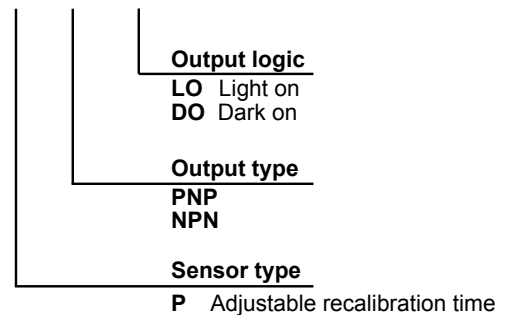 Output logic
LO Light on
DO Dark on
Output type
PNP
NPN
Sensor type
P Adjustable recalibration time